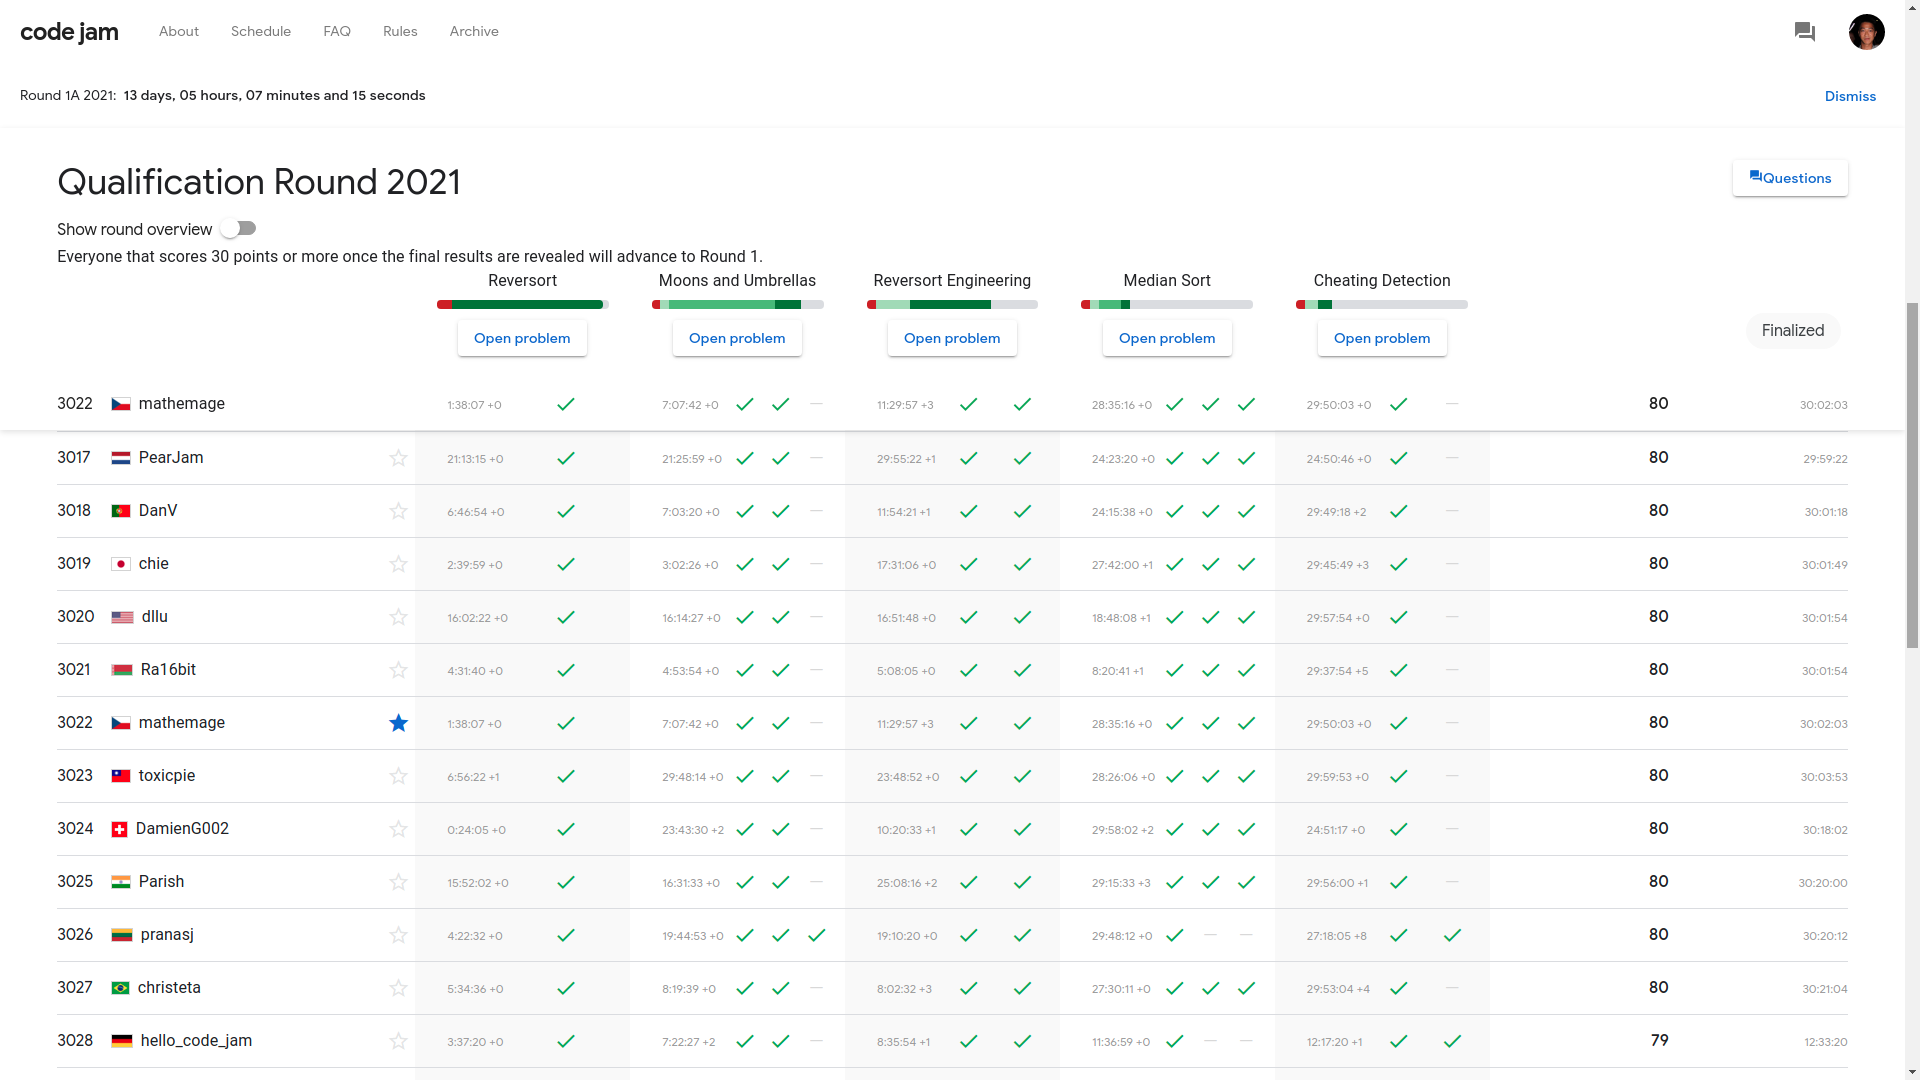 code jam About Schedule FAQ Rules Archive
Round 1A 2021: 13 days, 05 hours, 07 minutes and 15 seconds Dismiss
Qualification Round 2021 Questions
Show round overview
Everyone that scores 30 points or more once the final results are revealed will advance to Round 1.
Reversort Moons and Umbrellas Reversort Engineering Median Sort Cheating Detection
Open problem Open problem Open problem Open problem Open problem Finalized
3022 mathemage 1:38:07 +0 7:07:42 +0 11:29:57 +3 28:35:16 +0 29:50:03 +0 80 30:02:03
3017 PearJam 21:13:15 +0 21:25:59 +0 29:55:22 +1 24:23:20 +0 24:50:46 +0 80 29:59:22
3018 DanV 6:46:54 +0 7:03:20 +0 11:54:21 +1 24:15:38 +0 29:49:18 +2 80 30:01:18
3019 chie 2:39:59 +0 3:02:26 +0 17:31:06 +0 27:42:00 +1 29:45:49 +3 80 30:01:49
3020 dllu 16:02:22 +0 16:14:27 +0 16:51:48 +0 18:48:08 +1 29:57:54 +0 80 30:01:54
3021 Ra16bit 4:31:40 +0 4:53:54 +0 5:08:05 +0 8:20:41 +1 29:37:54 +5 80 30:01:54
3022 mathemage 1:38:07 +0 7:07:42 +0 11:29:57 +3 28:35:16 +0 29:50:03 +0 80 30:02:03
3023 toxicpie 6:56:22 +1 29:48:14 +0 23:48:52 +0 28:26:06 +0 29:59:53 +0 80 30:03:53
3024 DamienG002 0:24:05 +0 23:43:30 +2 10:20:33 +1 29:58:02 +2 24:51:17 +0 80 30:18:02
3025 Parish 15:52:02 +0 16:31:33 +0 25:08:16 +2 29:15:33 +3 29:56:00 +1 80 30:20:00
3026 pranasj 4:22:32 +0 19:44:53 +0 19:10:20 +0 29:48:12 +0 27:18:05 +8 80 30:20:12
3027 christeta 5:34:36 +0 8:19:39 +0 8:02:32 +3 27:30:11 +0 29:53:04 +4 80 30:21:04
3028 hello_code_jam 3:37:20 +0 7:22:27 +2 8:35:54 +1 11:36:59 +0 12:17:20 +1 79 12:33:20